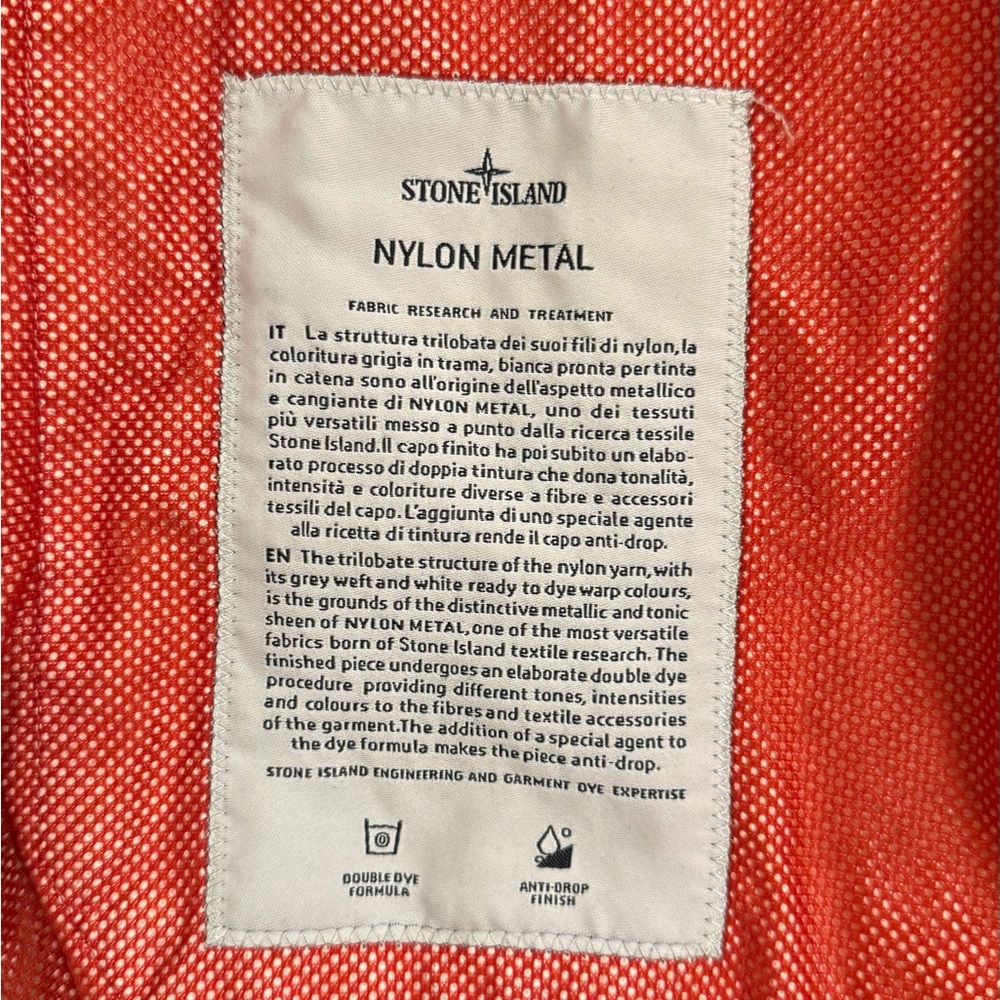 STONE ISLAND
NYLON METAL
FABRIC RESEARCH AND TREATMENT
IT La struttura trilobata dei suoi fili di nylon, la
coloritura grigia in trama, bianca pronta per tinta
in catena sono all'origine dell'aspetto metallico
e cangiante di NYLON METAL, uno dei tessuti
più versatili messo a punto dalla ricerca tessile
Stone Island. Il capo finito ha poi subito un elabo-
rato processo di doppia tintura che dona tonalità,
intensità e coloriture diverse a fibre e accessori
tessili del capo. L'aggiunta di uno speciale agente
alla ricetta di tintura rende il capo anti-drop.
EN The trilobate structure of the nylon yarn, with
its grey weft and white ready to dye warp colours,
is the grounds of the distinctive metallic and tonic
sheen of NYLON METAL, one of the most versatile
fabrics born of Stone Island textile research. The
finished piece undergoes an elaborate double dye
procedure providing different tones, intensities
and colours to the fibres and textile accessories
of the garment. The addition of a special agent to
the dye formula makes the piece anti-drop.
STONE ISLAND ENGINEERING AND GARMENT DYE EXPERTISE
DOUBLE DYE
FORMULA
ANTI-DROP
FINISH